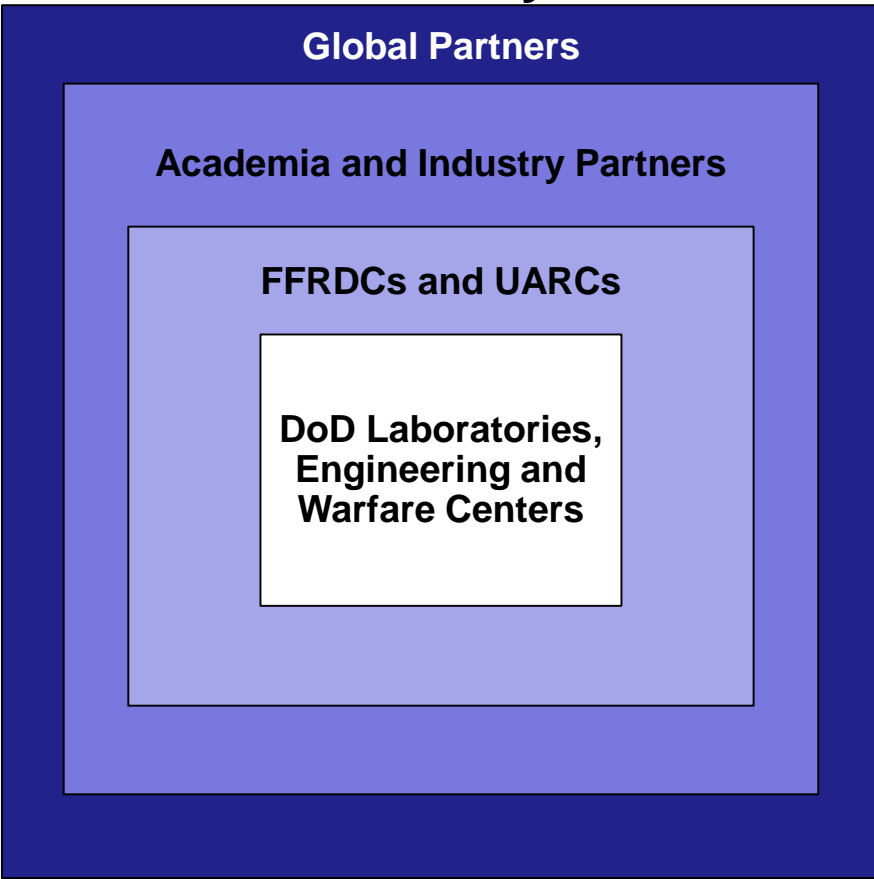 Global Partners
Academia and Industry Partners
FFRDCs and UARCs
DoD Laboratories,
Engineering and
Warfare Centers